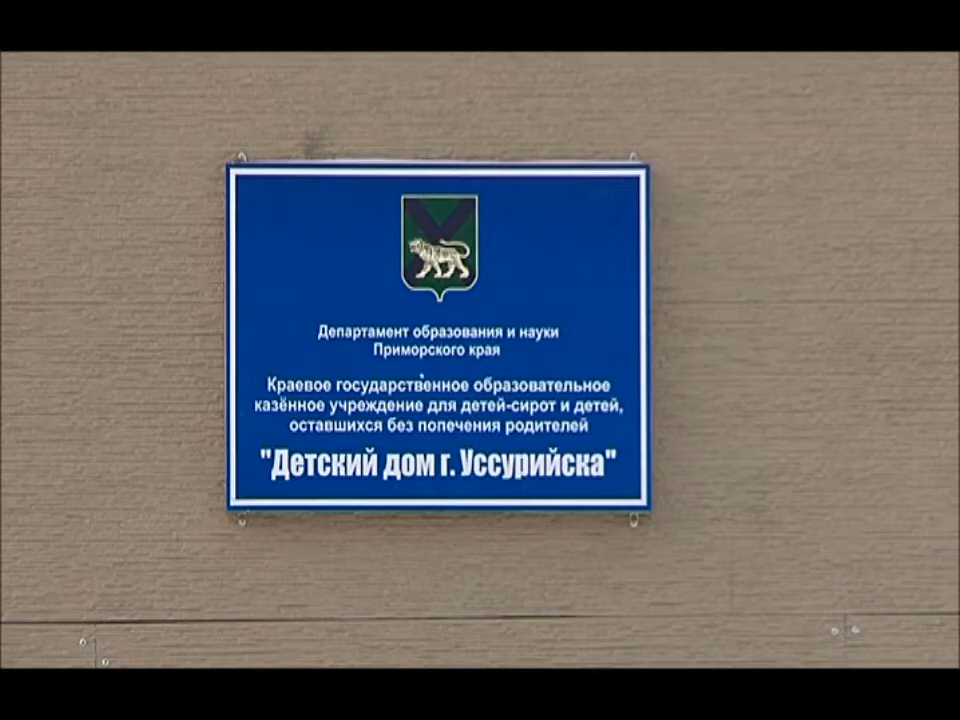 Департамент образования и науки
Приморского края
Краевое государственное образовательное
казённое учреждение для детей-сирот и детей,
оставшихся без попечения родителей
"Детский дом г. Уссурийска"